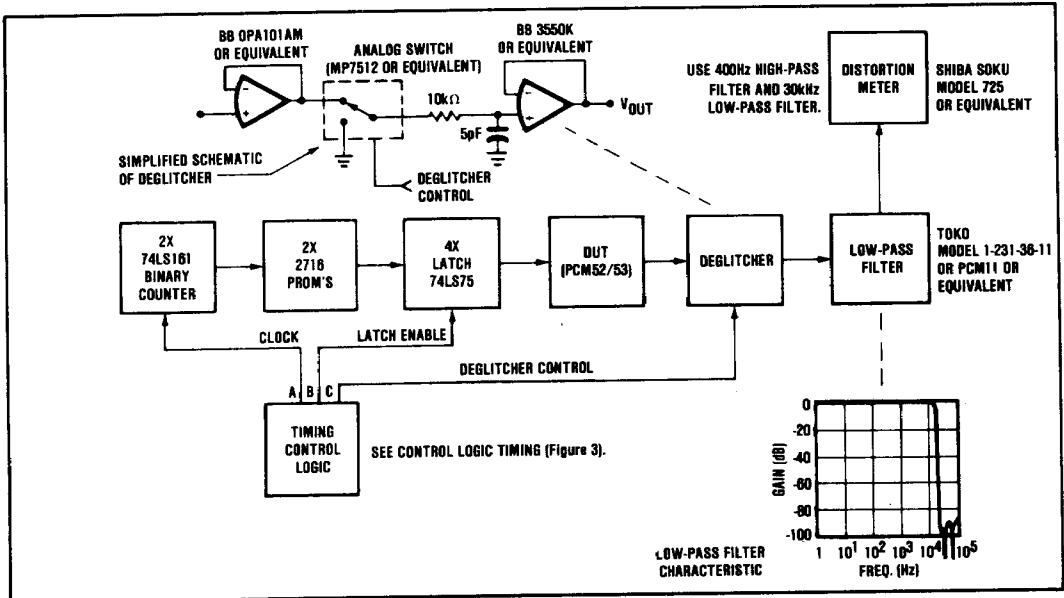 BB OPA101AM
OR EQUIVALENT
ANALOG SWITCH
(MP7512 OR EQUIVALENT)
BB 3550K
OR EQUIVALENT
-
+
10kΩ
5pF
-
+
VOUT
SIMPLIFIED SCHEMATIC
OF DEGLITCHER
DEGLITCHER
CONTROL
USE 400Hz HIGH-PASS
FILTER AND 30kHz
LOW-PASS FILTER.
DISTORTION
METER
SHIBA SOKU
MODEL 725
OR EQUIVALENT
2X
74LS161
BINARY
COUNTER
2X
2716
PROM'S
4X
LATCH
74LS75
DUT
(PCM52/53)
DEGLITCHER
LOW-PASS
FILTER
TOKO
MODEL 1-231-36-11
OR PCM11 OR
EQUIVALENT
CLOCK
LATCH ENABLE
DEGLITCHER CONTROL
A B C
TIMING
CONTROL
LOGIC
SEE CONTROL LOGIC TIMING (Figure 3).
GAIN (dB)
0
-20
-40
-60
-80
-100
1 10¹ 10² 10³ 10⁴ 10⁵
FREQ. (Hz)
LOW-PASS FILTER
CHARACTERISTIC